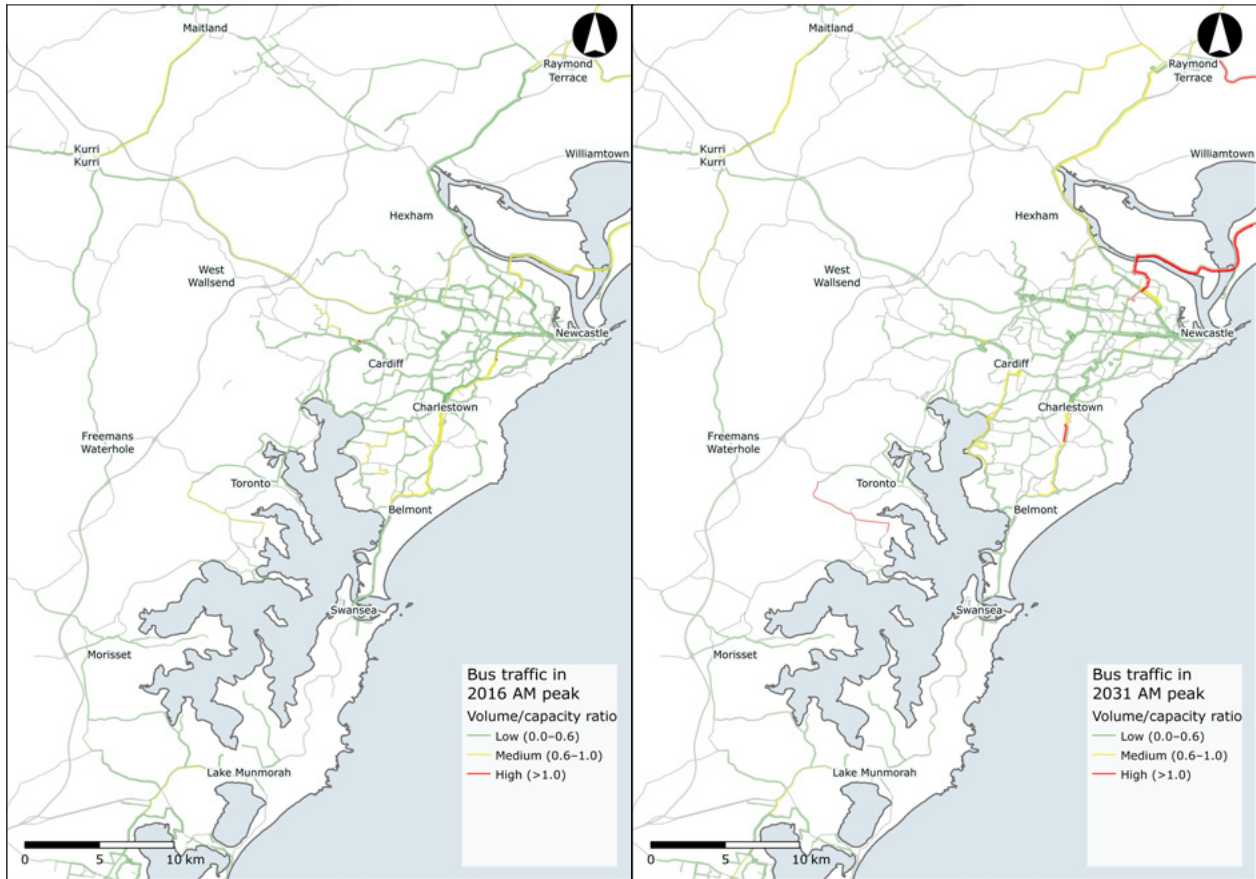 Maitland
Raymond
Terrace
Kurri
Kurri
Williamtown
Hexham
West
Wallsend
Newcastle
Cardiff
Charlestown
Freemans
Waterhole
Toronto
Belmont
Swansea
Morisset
Lake Munmorah
Bus traffic in
2016 AM peak
Volume/capacity ratio
Low (0.0–0.6)
Medium (0.6–1.0)
High (>1.0)
0 5 10 km
Maitland
Raymond
Terrace
Kurri
Kurri
Williamtown
Hexham
West
Wallsend
Newcastle
Cardiff
Charlestown
Freemans
Waterhole
Toronto
Belmont
Swansea
Morisset
Lake Munmorah
Bus traffic in
2031 AM peak
Volume/capacity ratio
Low (0.0–0.6)
Medium (0.6–1.0)
High (>1.0)
0 5 10 km